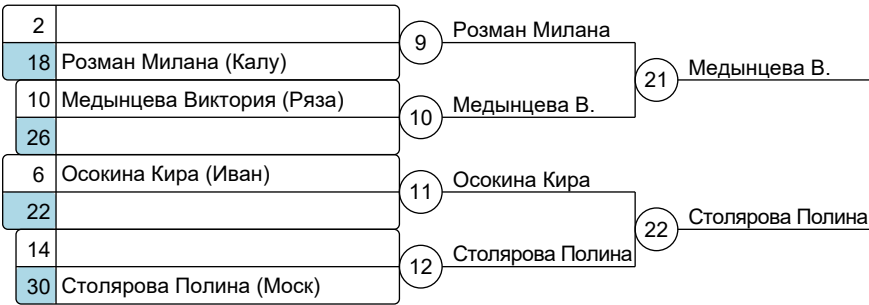 2
18 Розман Милана (Калу)
10 Медынцева Виктория (Ряза)
26
6 Осокина Кира (Иван)
22
14
30 Столярова Полина (Моск)
9 Розман Милана
10 Медынцева В.
11 Осокина Кира
12 Столярова Полина
21 Медынцева В.
22 Столярова Полина